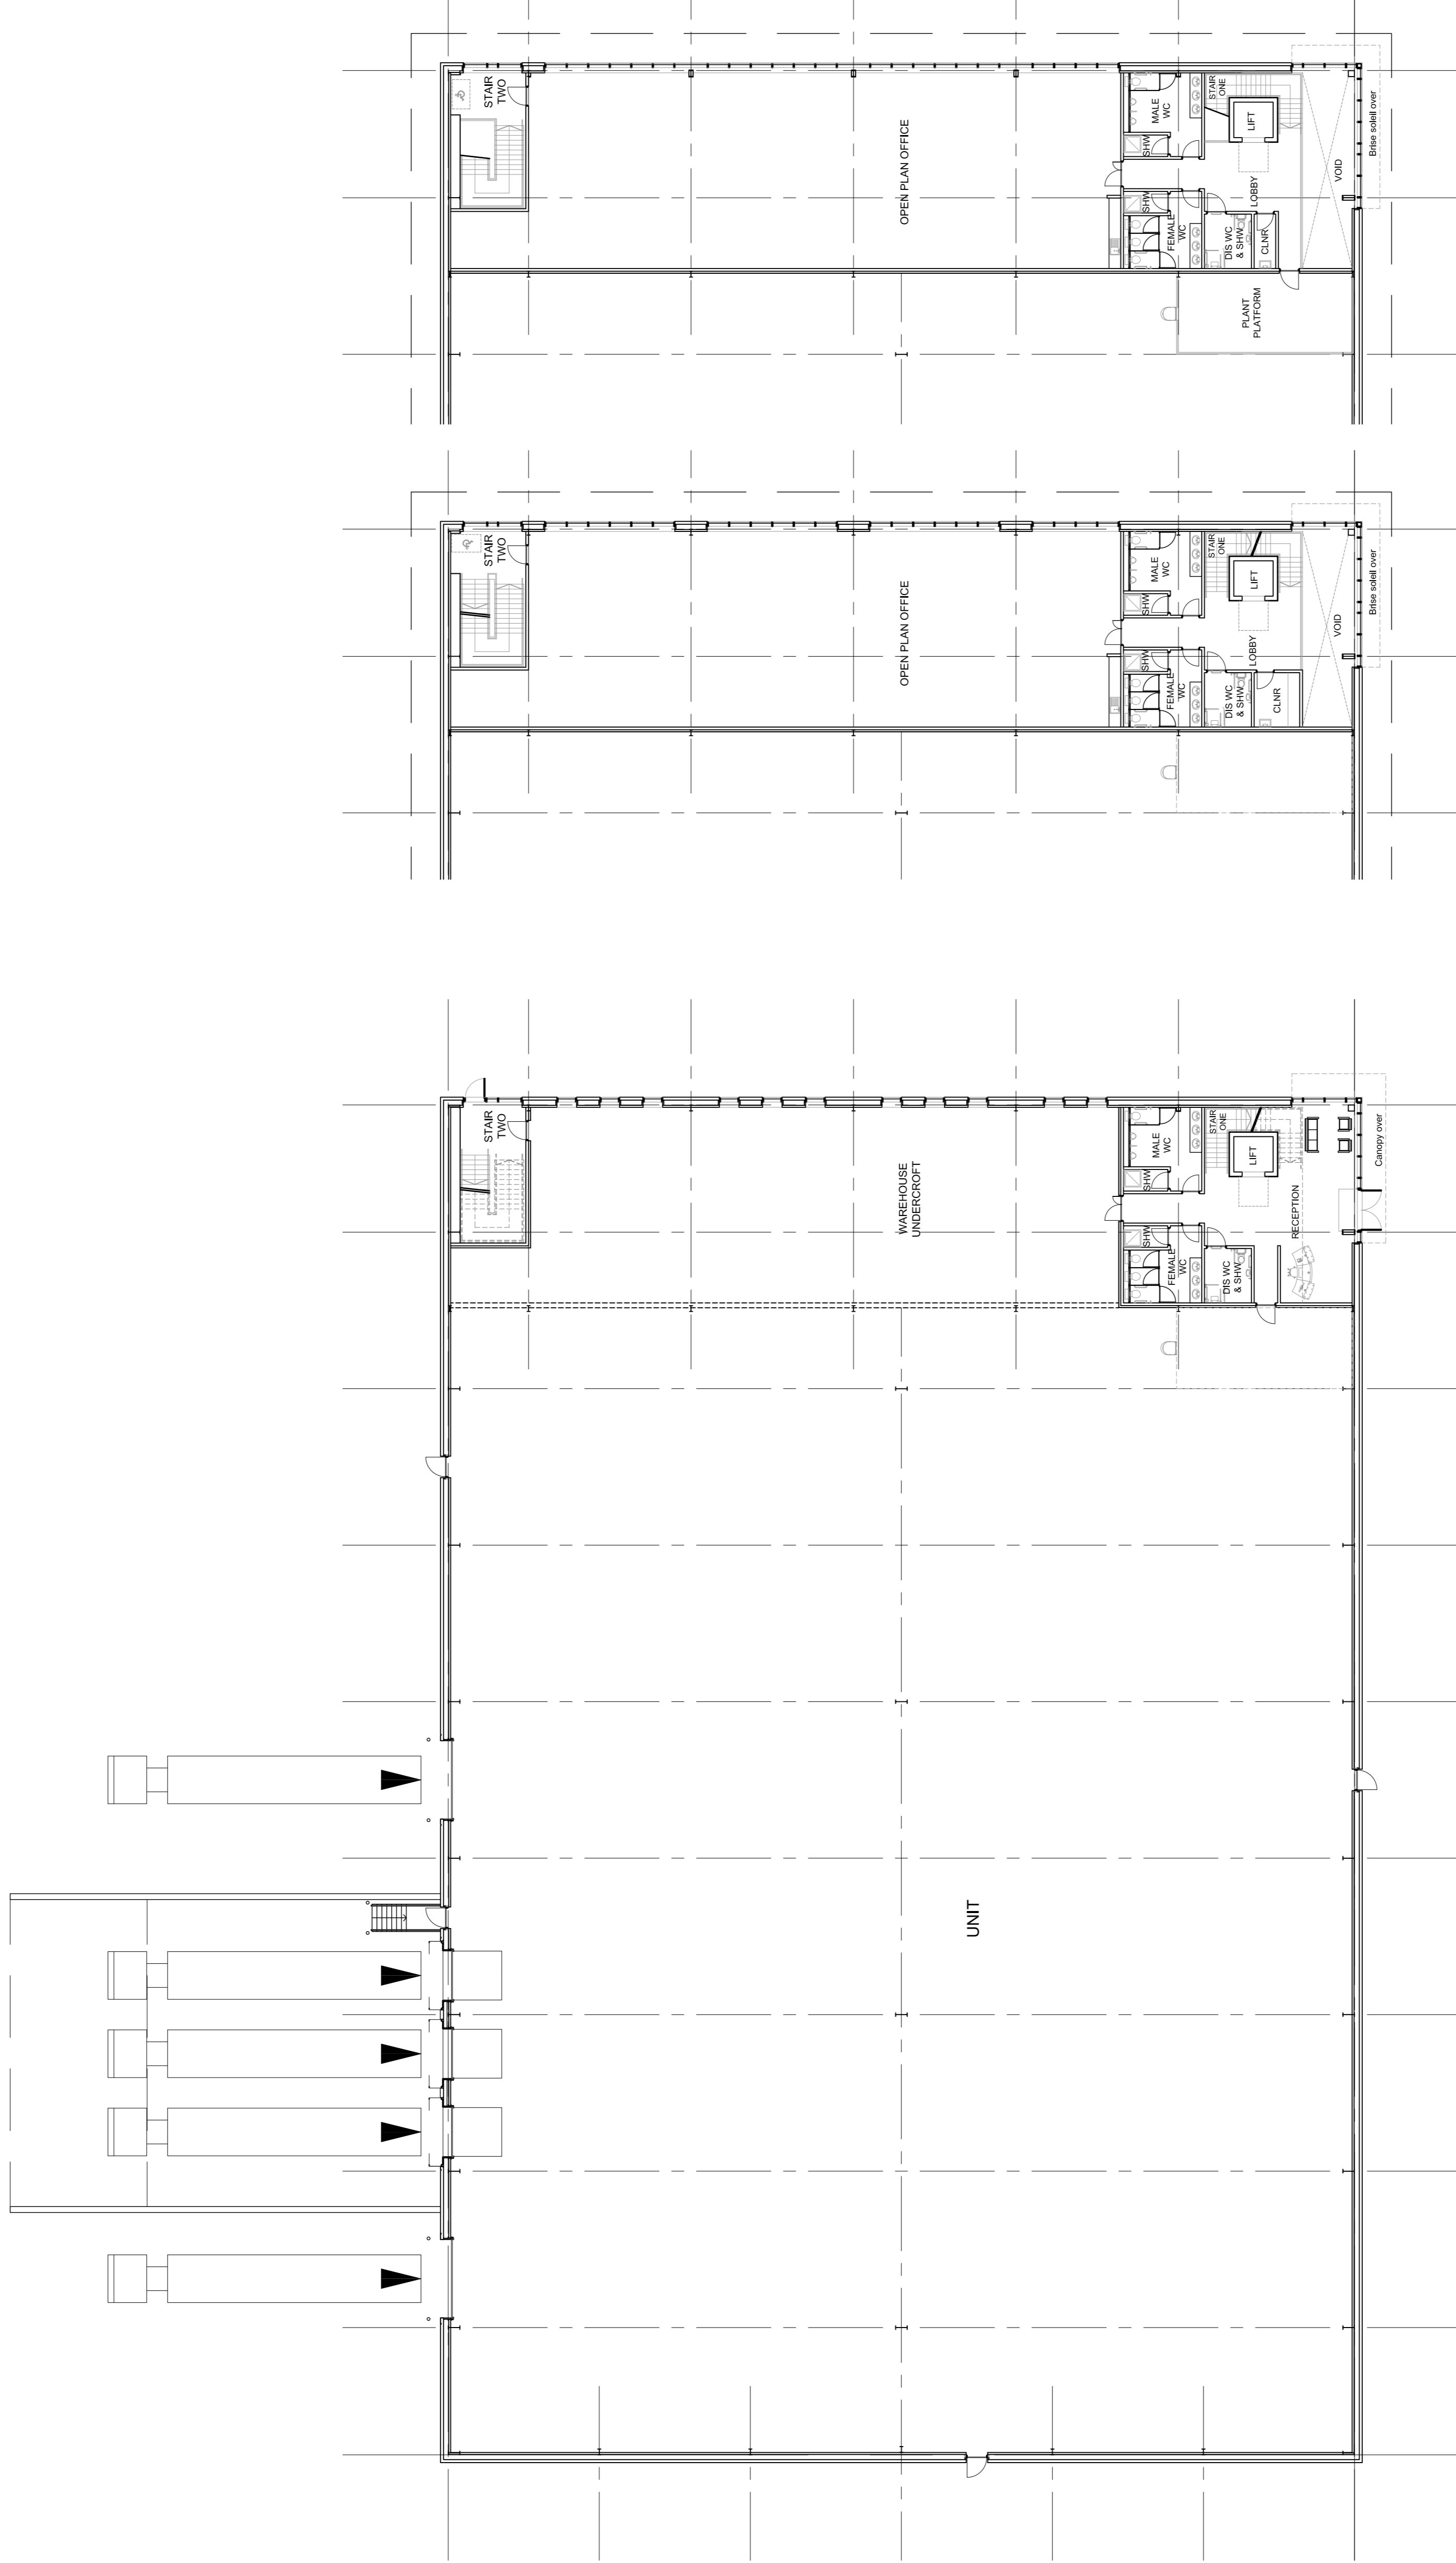 STAIR
TWO
OPEN PLAN OFFICE
MALE
WC
SHW
STAIR
ONE
LIFT
LOBBY
VOID
Brise soleil over
SHW
FEMALE
WC
DIS WC
& SHW
CLNR
PLANT
PLATFORM
STAIR
TWO
OPEN PLAN OFFICE
MALE
WC
SHW
STAIR
ONE
LIFT
LOBBY
VOID
Brise soleil over
SHW
FEMALE
WC
DIS WC
& SHW
CLNR
STAIR
TWO
WAREHOUSE
UNDERCROFT
MALE
WC
SHW
STAIR
ONE
LIFT
RECEPTION
Canopy over
SHW
FEMALE
WC
DIS WC
& SHW
UNIT